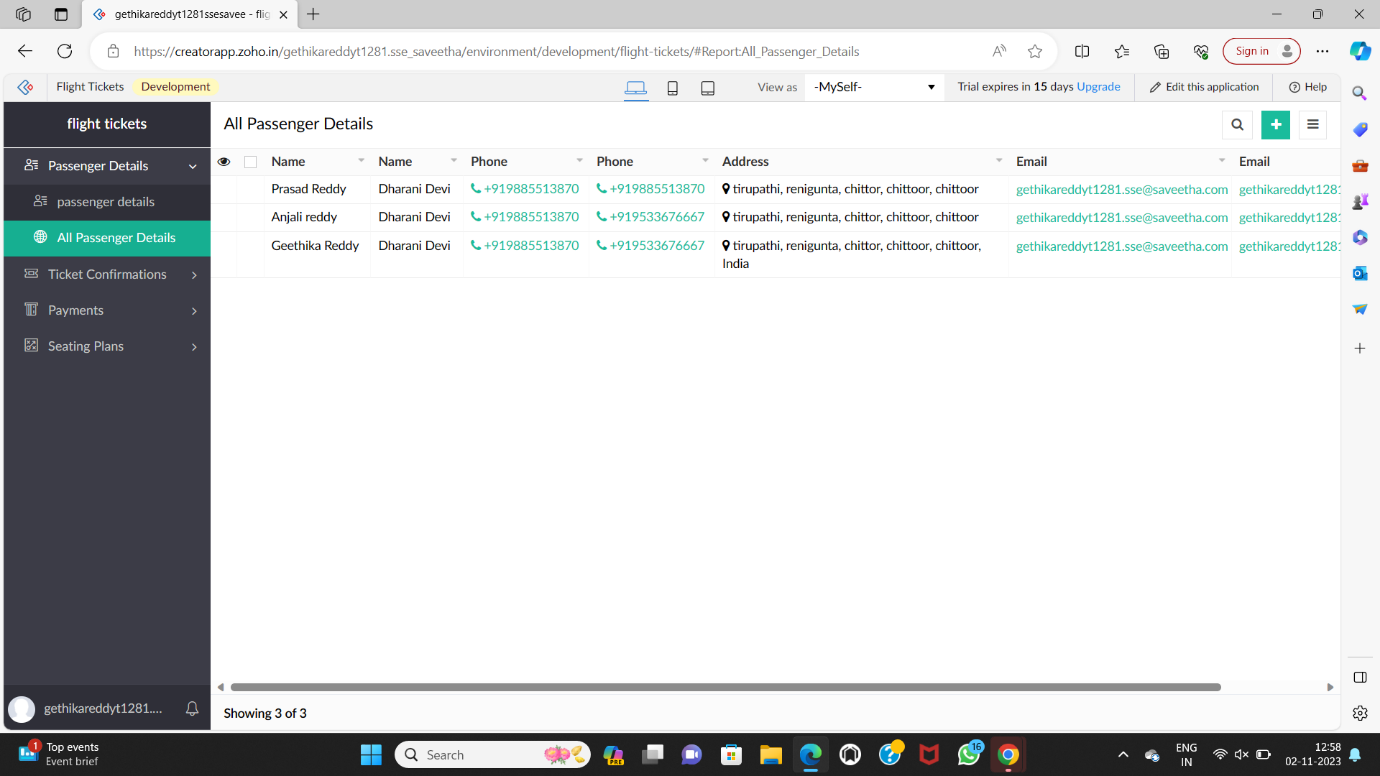 gethikareddyt1281ssesavee - flig
https://creatorapp.zoho.in/gethikareddyt1281.sse_saveetha/environment/development/flight-tickets/#Report:All_Passenger_Details
Sign in
Flight Tickets Development View as -MySelf- Trial expires in 15 days Upgrade Edit this application Help
flight tickets
All Passenger Details
Passenger Details
passenger details
All Passenger Details
Ticket Confirmations
Payments
Seating Plans
Name Name Phone Phone Address Email Email
Prasad Reddy Dharani Devi +919885513870 +919885513870 tirupathi, renigunta, chittor, chittoor, chittoor gethikareddyt1281.sse@saveetha.com gethikareddyt1281
Anjali reddy Dharani Devi +919885513870 +919533676667 tirupathi, renigunta, chittor, chittoor, chittoor gethikareddyt1281.sse@saveetha.com gethikareddyt1281
Geethika Reddy Dharani Devi +919885513870 +919533676667 tirupathi, renigunta, chittor, chittoor, chittoor, gethikareddyt1281.sse@saveetha.com gethikareddyt1281
India
gethikareddyt1281....
Showing 3 of 3
1
Top events
Event brief
Search
PRE
16
ENG
IN
12:58
02-11-2023